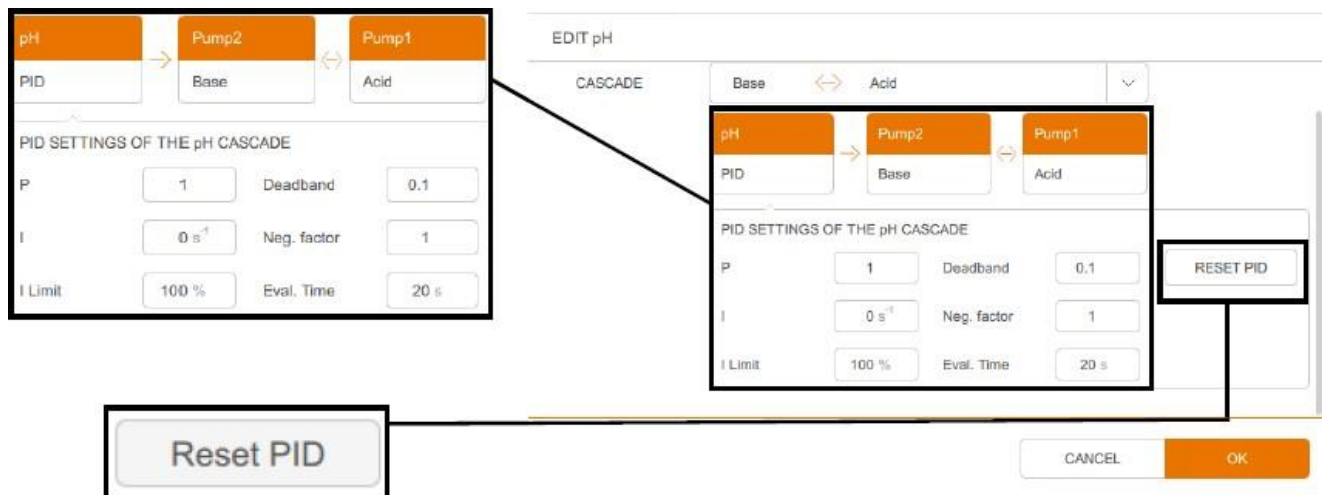 pH Pump2 Pump1
PID Base Acid
PID SETTINGS OF THE pH CASCADE
P 1 Deadband 0.1
I 0 s⁻¹ Neg. factor 1
I Limit 100 % Eval. Time 20 s
EDIT pH
CASCADE Base Acid
pH Pump2 Pump1
PID Base Acid
PID SETTINGS OF THE pH CASCADE
P 1 Deadband 0.1
RESET PID
I 0 s⁻¹ Neg. factor 1
I Limit 100 % Eval. Time 20 s
Reset PID
CANCEL OK